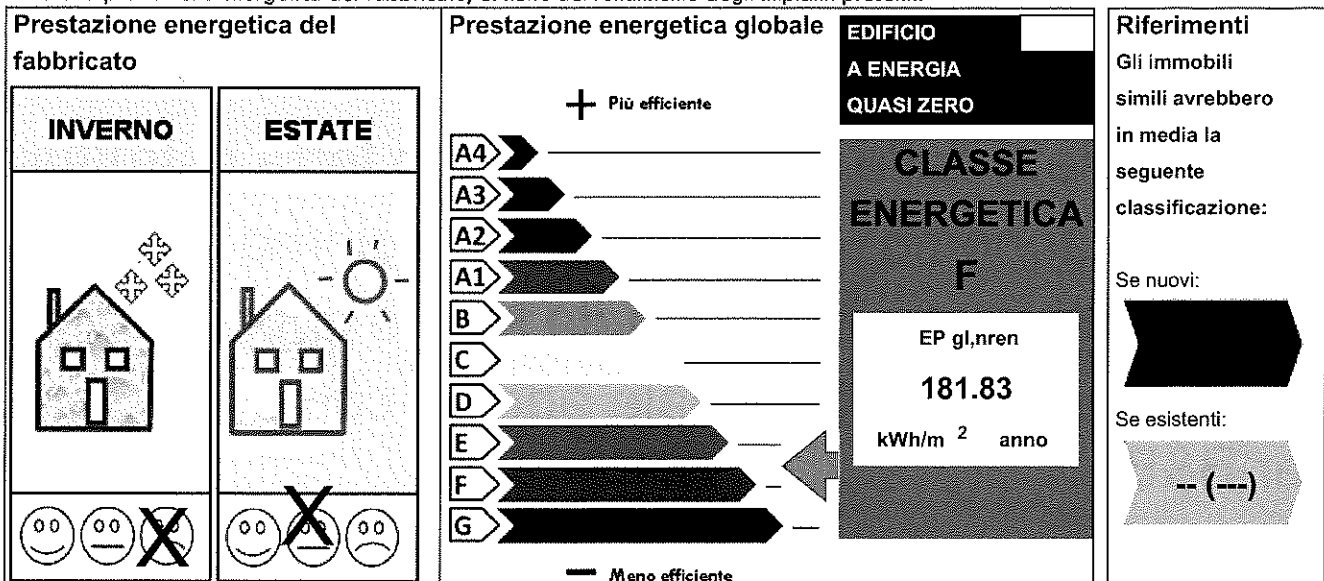 Prestazione energetica del
fabbricato
INVERNO
ESTATE
Prestazione energetica globale
+ Più efficiente
A4
A3
A2
A1
B
C
D
E
F
G
— Meno efficiente
EDIFICIO
A ENERGIA
QUASI ZERO
CLASSE
ENERGETICA
F
EP gl,nren
181.83
kWh/m 2 anno
Riferimenti
Gli immobili
simili avrebbero
in media la
seguente
classificazione:
Se nuovi:
Se esistenti:
-- (---)